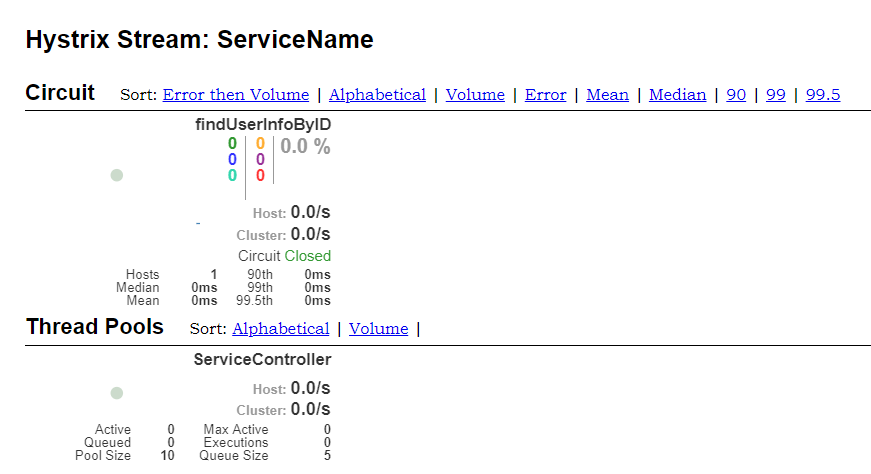 Hystrix Stream: ServiceName
Circuit Sort: Error then Volume | Alphabetical | Volume | Error | Mean | Median | 90 | 99 | 99.5
findUserInfoByID
0 0 0.0 %
0 0
0 0
Host: 0.0/s
-
Cluster: 0.0/s
Circuit Closed
Hosts 1 90th 0ms
Median 0ms 99th 0ms
Mean 0ms 99.5th 0ms
Thread Pools Sort: Alphabetical | Volume |
ServiceController
Host: 0.0/s
Cluster: 0.0/s
Active 0 Max Active 0
Queued 0 Executions 0
Pool Size 10 Queue Size 5